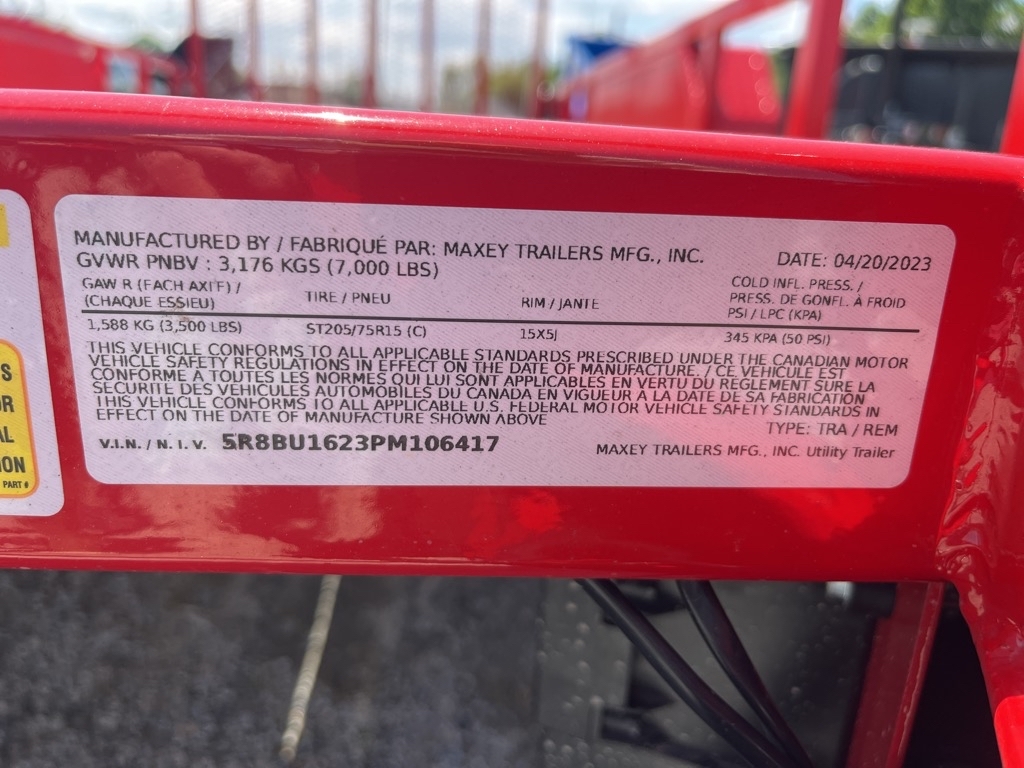 MANUFACTURED BY / FABRIQUÉ PAR: MAXEY TRAILERS MFG., INC.
DATE: 04/20/2023
GVWR PNBV : 3,176 KGS (7,000 LBS)
GAW R (EACH AXLE) /
(CHAQUE ESSIEU)
TIRE / PNEU
RIM / JANTE
COLD INFL. PRESS. /
PRESS. DE GONFL. À FROID
PSI / LPC (KPA)
1,588 KG (3,500 LBS)
ST205/75R15 (C)
15X5J
345 KPA (50 PSI)
THIS VEHICLE CONFORMS TO ALL APPLICABLE STANDARDS PRESCRIBED UNDER THE CANADIAN MOTOR
VEHICLE SAFETY REGULATIONS IN EFFECT ON THE DATE OF MANUFACTURE. / CE VEHICULE EST
CONFORME A TOUTES LES NORMES QUI LUI SONT APPLICABLES EN VERTU DU REGLEMENT SURE LA
SECURITE DES VEHICULES AUTOMOBILES DU CANADA EN VIGUEUR A LA DATE DE SA FABRICATION
THIS VEHICLE CONFORMS TO ALL APPLICABLE U.S. FEDERAL MOTOR VEHICLE SAFETY STANDARDS IN
EFFECT ON THE DATE OF MANUFACTURE SHOWN ABOVE
TYPE: TRA / REM
V.I.N. / N. I. V. 5R8BU1623PM106417
MAXEY TRAILERS MFG., INC. Utility Trailer
S
OR
AL
ION
PART #